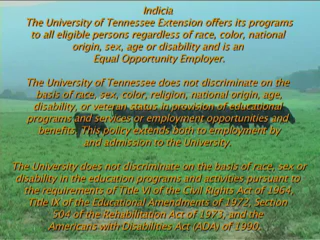 Indicia
The University of Tennessee Extension offers its programs
to all eligible persons regardless of race, color, national
origin, sex, age or disability and is an
Equal Opportunity Employer.
The University of Tennessee does not discriminate on the
basis of race, sex, color, religion, national origin, age,
disability, or veteran status in provision of educational
programs and services or employment opportunities and
benefits. This policy extends both to employment by
and admission to the University.
The University does not discriminate on the basis of race, sex or
disability in the education programs and activities pursuant to
the requirements of Title VI of the Civil Rights Act of 1964,
Title IX of the Educational Amendments of 1972, Section
504 of the Rehabilitation Act of 1973, and the
Americans with Disabilities Act (ADA) of 1990.